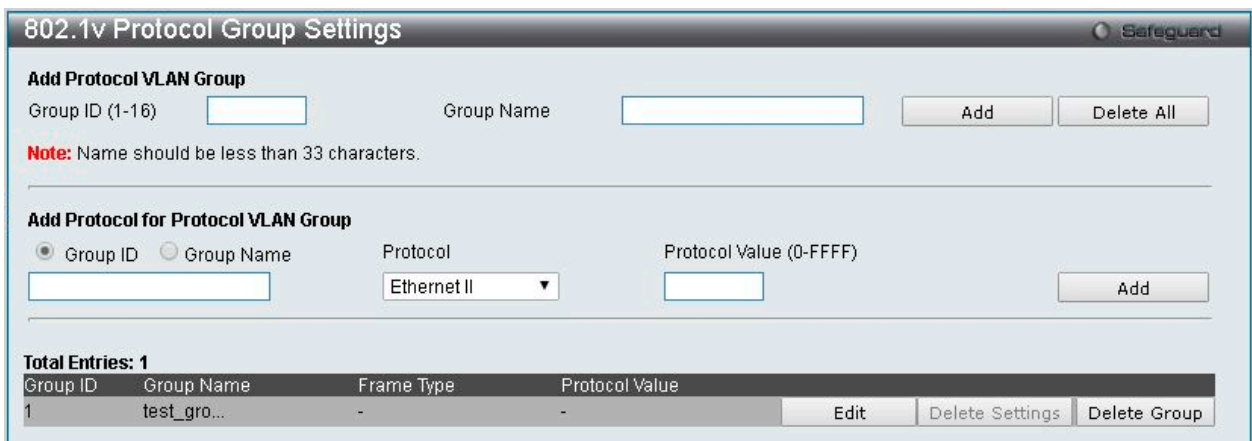 802.1v Protocol Group Settings Safeguard
Add Protocol VLAN Group
Group ID (1-16) Group Name Add Delete All
Note: Name should be less than 33 characters.
Add Protocol for Protocol VLAN Group
Group ID Group Name Protocol Protocol Value (0-FFFF)
Ethernet II Add
Total Entries: 1
Group ID Group Name Frame Type Protocol Value
1 test_gro... - - Edit Delete Settings Delete Group